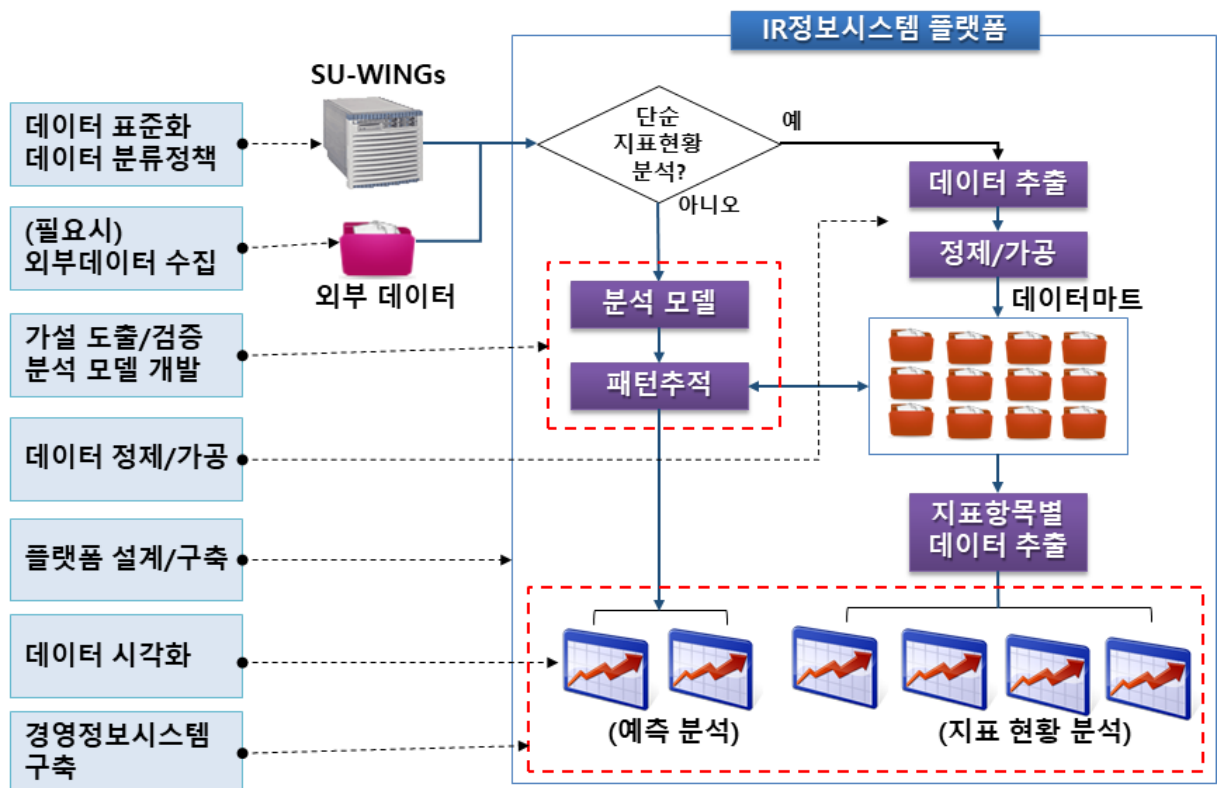 IR정보시스템 플랫폼
SU-WINGs
데이터 표준화
데이터 분류정책
(필요시)
외부데이터 수집
외부 데이터
가설 도출/검증
분석 모델 개발
데이터 정제/가공
플랫폼 설계/구축
데이터 시각화
경영정보시스템
구축
단순
지표현황
분석?
예
아니오
분석 모델
패턴추적
데이터 추출
정제/가공
데이터마트
지표항목별
데이터 추출
(예측 분석)
(지표 현황 분석)